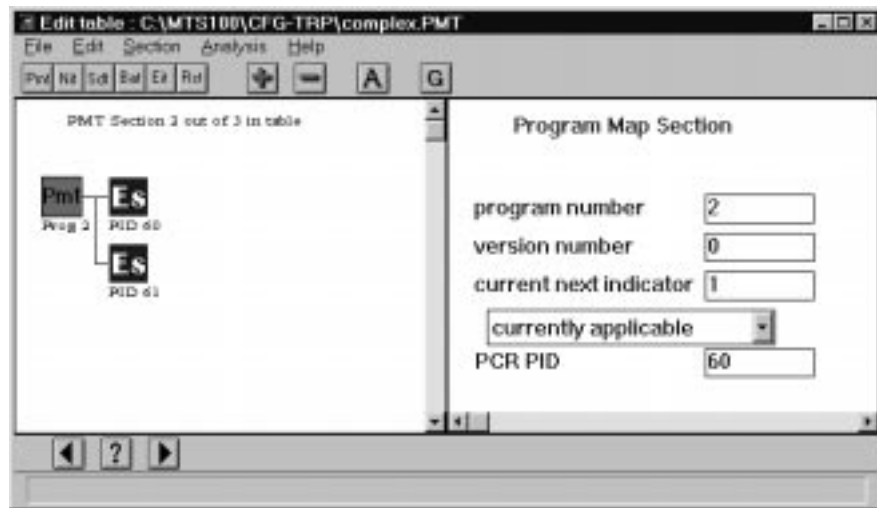 Edit table : C:\MTS100\CFG-TRP\complex.PMT
File Edit Section Analysis Help
Pmt Nit Sdt Bat Eit Rst A G
PMT Section 2 out of 3 in table
Pmt Es
Prog 2 PID 60
Es
PID 61
Program Map Section
program number 2
version number 0
current next indicator 1
currently applicable
PCR PID 60
?